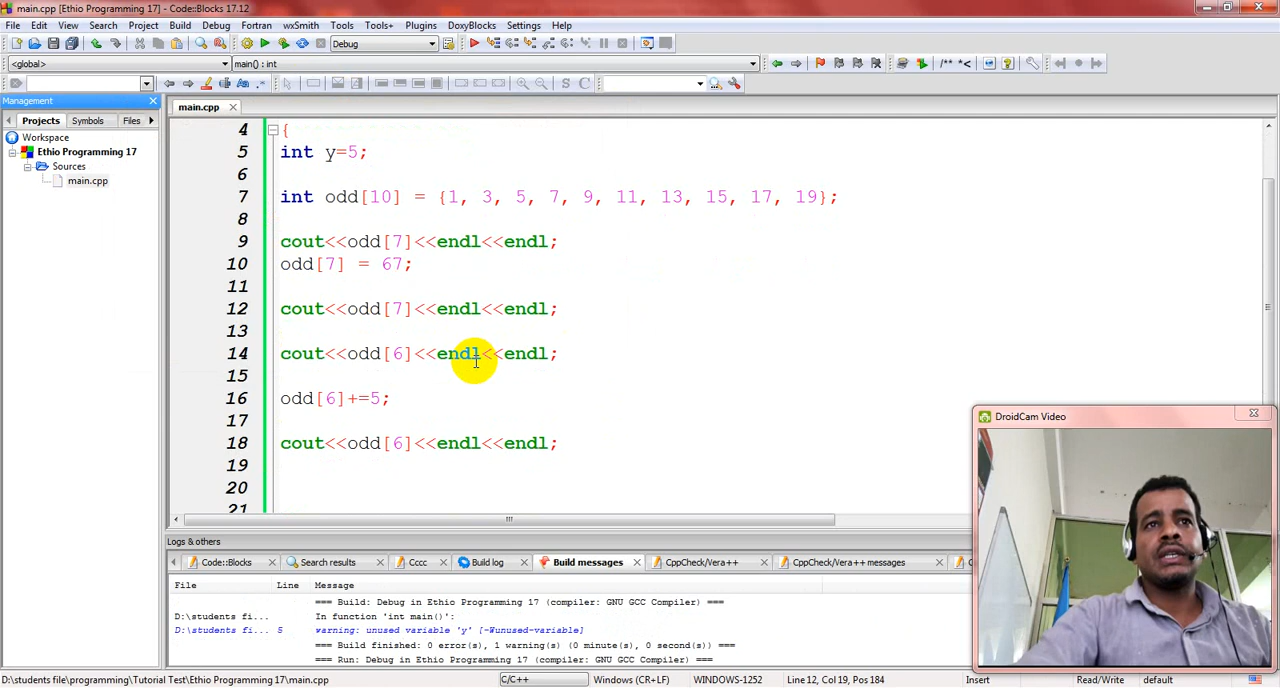 main.cpp [Ethio Programming 17] - Code::Blocks 17.12
File Edit View Search Project Build Debug Fortran wxSmith Tools Tools+ Plugins DoxyBlocks Settings Help
Debug
<global> main() : int
/** *<
S C
Management
Projects Symbols Files
Workspace
Ethio Programming 17
Sources
main.cpp
main.cpp
4 {
5 int y=5;
6
7 int odd[10] = {1, 3, 5, 7, 9, 11, 13, 15, 17, 19};
8
9 cout<<odd[7]<<endl<<endl;
10 odd[7] = 67;
11
12 cout<<odd[7]<<endl<<endl;
13
14 cout<<odd[6]<<endl<<endl;
15
16 odd[6]+=5;
17
18 cout<<odd[6]<<endl<<endl;
19
20
21
DroidCam Video
Logs & others
Code::Blocks Search results Cccc Build log Build messages CppCheck/Vera++ CppCheck/Vera++ messages
File Line Message
=== Build: Debug in Ethio Programming 17 (compiler: GNU GCC Compiler) ===
D:\students fi... In function 'int main()':
D:\students fi... 5 warning: unused variable 'y' [-Wunused-variable]
=== Build finished: 0 error(s), 1 warning(s) (0 minute(s), 0 second(s)) ===
=== Run: Debug in Ethio Programming 17 (compiler: GNU GCC Compiler) ===
D:\students file\programming\Tutorial Test\Ethio Programming 17\main.cpp C/C++ Windows (CR+LF) WINDOWS-1252 Line 12, Col 19, Pos 184 Insert Read/Write default